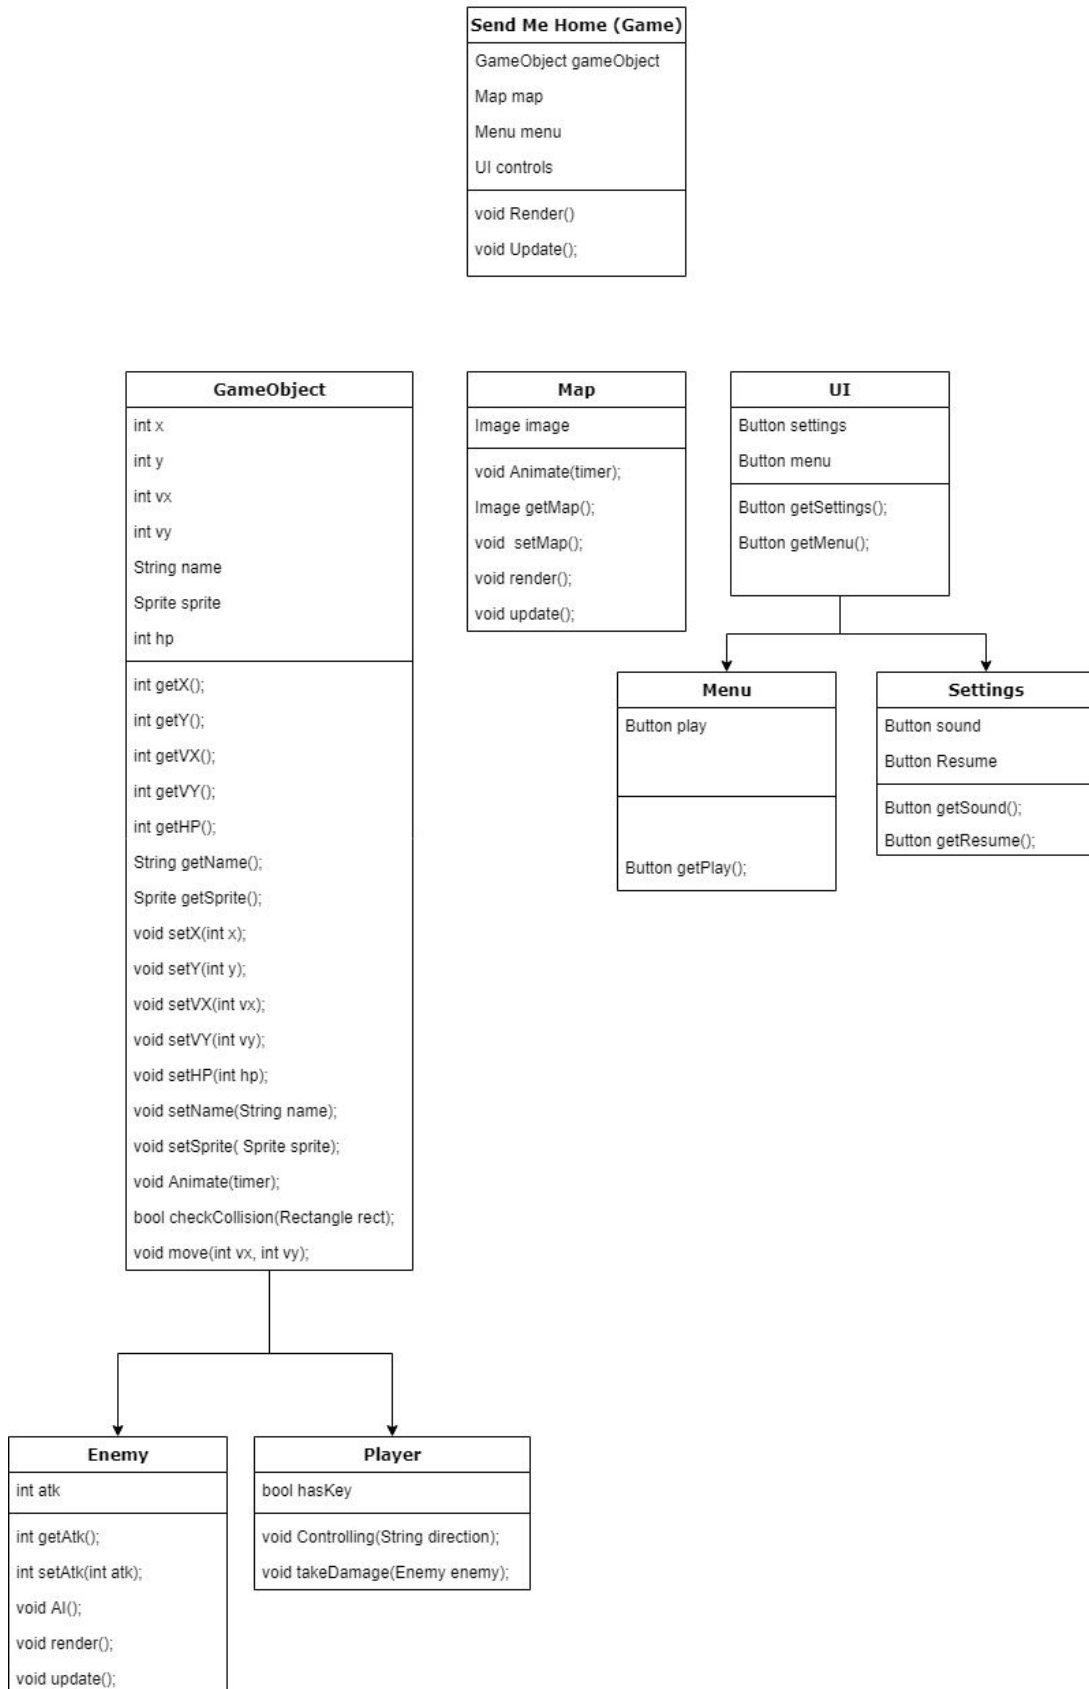 Send Me Home (Game)
GameObject gameObject
Map map
Menu menu
UI controls
void Render()
void Update();
GameObject
int x
int y
int vx
int vy
String name
Sprite sprite
int hp
int getX();
int getY();
int getVX();
int getVY();
int getHP();
String getName();
Sprite getSprite();
void setX(int x);
void setY(int y);
void setVX(int vx);
void setVY(int vy);
void setHP(int hp);
void setName(String name);
void setSprite( Sprite sprite);
void Animate(timer);
bool checkCollision(Rectangle rect);
void move(int vx, int vy);
Map
Image image
void Animate(timer);
Image getMap();
void  setMap();
void render();
void update();
UI
Button settings
Button menu
Button getSettings();
Button getMenu();
Menu
Button play
Button getPlay();
Settings
Button sound
Button Resume
Button getSound();
Button getResume();
Enemy
int atk
int getAtk();
int setAtk(int atk);
void AI();
void render();
void update();
Player
bool hasKey
void Controlling(String direction);
void takeDamage(Enemy enemy);